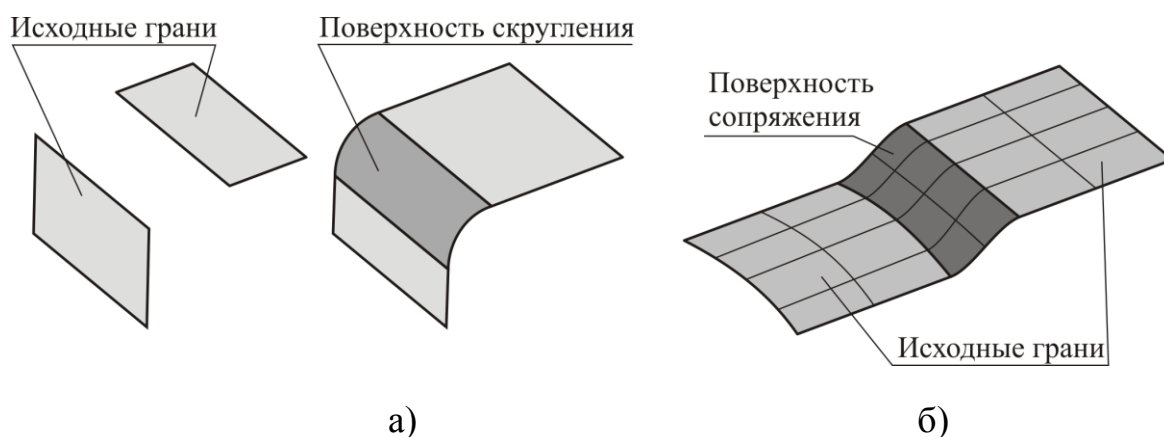 Исходные грани
Поверхность скругления
Поверхность
сопряжения
Исходные грани
а)
б)